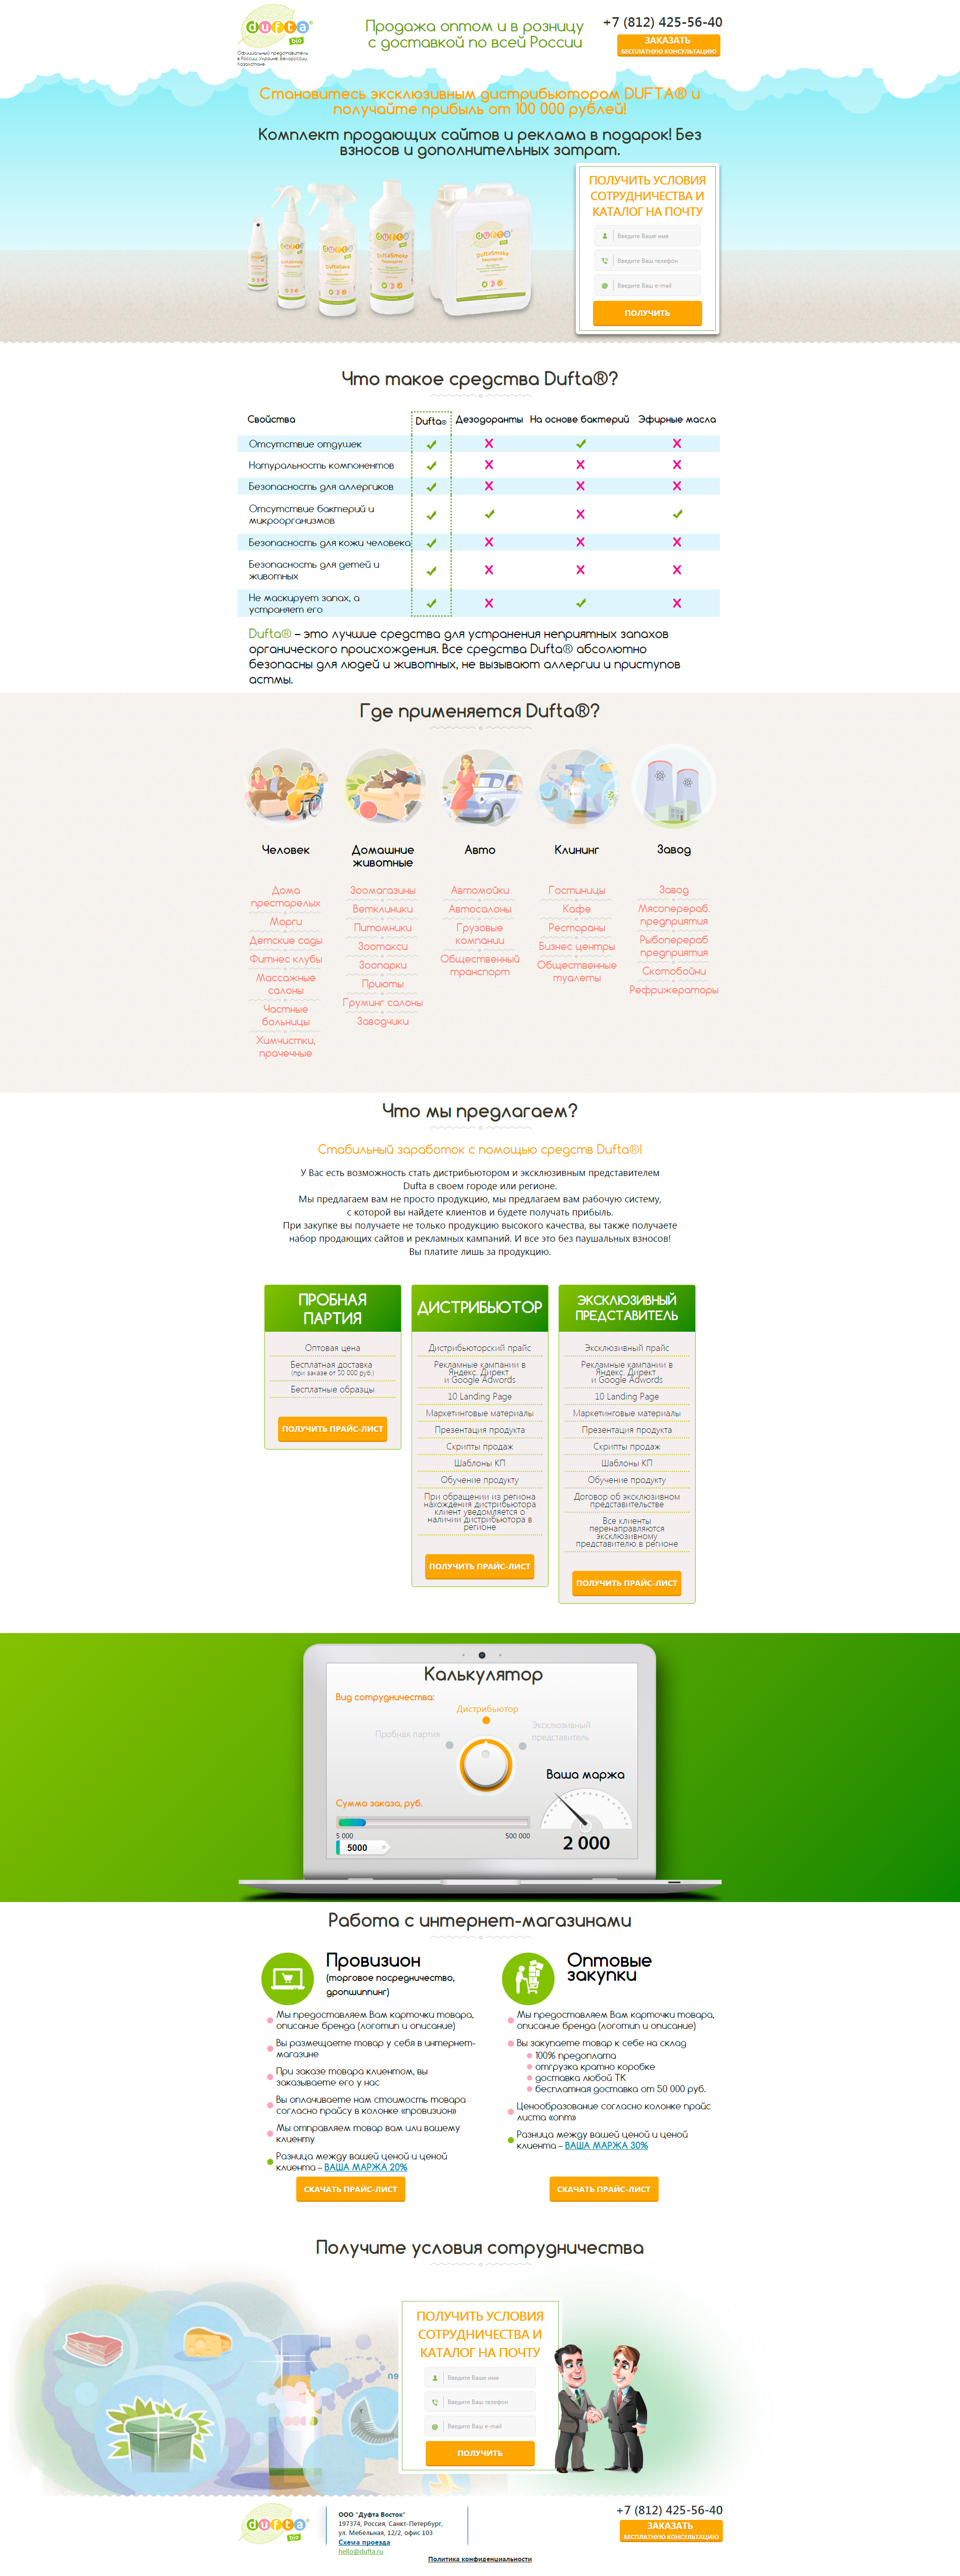 dufta®
bio
Официальный представитель
в России, Украине, Белоруссии,
Казахстане
Продажа оптом и в розницу
с доставкой по всей России
+7 (812) 425-56-40
ЗАКАЗАТЬ
БЕСПЛАТНУЮ КОНСУЛЬТАЦИЮ
Становитесь эксклюзивным дистрибьютором DUFTA® и
получайте прибыль от 100 000 рублей!
Комплект продающих сайтов и реклама в подарок! Без
взносов и дополнительных затрат.
ПОЛУЧИТЬ УСЛОВИЯ
СОТРУДНИЧЕСТВА И
КАТАЛОГ НА ПОЧТУ
Введите Ваше имя
Введите Ваш телефон
Введите Ваш e-mail
ПОЛУЧИТЬ
dufta
DuftaSmoke
dufta
DuftaSmoke
Что такое средства Dufta®?
Свойства Dufta® Дезодоранты На основе бактерий Эфирные масла
Отсутствие отдушек
Натуральность компонентов
Безопасность для аллергиков
Отсутствие бактерий и
микроорганизмов
Безопасность для кожи человека
Безопасность для детей и
животных
Не маскирует запах, а
устраняет его
Dufta® – это лучшие средства для устранения неприятных запахов
органического происхождения. Все средства Dufta® абсолютно
безопасны для людей и животных, не вызывают аллергии и приступов
астмы.
Где применяется Dufta®?
Человек
Дома
престарелых
Морги
Детские сады
Фитнес клубы
Массажные
салоны
Частные
больницы
Химчистки,
прачечные
Домашние
животные
Зоомагазины
Ветклиники
Питомники
Зоотакси
Зоопарки
Приюты
Груминг салоны
Заводчики
Авто
Автомойки
Автосалоны
Грузовые
компании
Общественный
транспорт
Клининг
Гостиницы
Кафе
Рестораны
Бизнес центры
Общественные
туалеты
Завод
Завод
Мясоперераб.
предприятия
Рыбоперераб
предприятия
Скотобойни
Рефрижераторы
Что мы предлагаем?
Стабильный заработок с помощью средств Dufta®!
У Вас есть возможность стать дистрибьютором и эксклюзивным представителем
Dufta в своем городе или регионе.
Мы предлагаем вам не просто продукцию, мы предлагаем вам рабочую систему,
с которой вы найдете клиентов и будете получать прибыль.
При закупке вы получаете не только продукцию высокого качества, вы также получаете
набор продающих сайтов и рекламных кампаний. И все это без паушальных взносов!
Вы платите лишь за продукцию.
ПРОБНАЯ
ПАРТИЯ
Оптовая цена
Бесплатная доставка
(при заказе от 50 000 руб.)
Бесплатные образцы
ПОЛУЧИТЬ ПРАЙС-ЛИСТ
ДИСТРИБЬЮТОР
Дистрибьюторский прайс
Рекламные кампании в
Яндекс. Директ
и Google Adwords
10 Landing Page
Маркетинговые материалы
Презентация продукта
Скрипты продаж
Шаблоны КП
Обучение продукту
При обращении из региона
нахождения дистрибьютора
клиент уведомляется о
наличии дистрибьютора в
регионе
ПОЛУЧИТЬ ПРАЙС-ЛИСТ
ЭКСКЛЮЗИВНЫЙ
ПРЕДСТАВИТЕЛЬ
Эксклюзивный прайс
Рекламные кампании в
Яндекс. Директ
и Google Adwords
10 Landing Page
Маркетинговые материалы
Презентация продукта
Скрипты продаж
Шаблоны КП
Обучение продукту
Договор об эксклюзивном
представительстве
Все клиенты
перенаправляются
эксклюзивному
представителю в регионе
ПОЛУЧИТЬ ПРАЙС-ЛИСТ
Калькулятор
Вид сотрудничества:
Дистрибьютор
Пробная партия
Эксклюзивный
представитель
Ваша маржа
Сумма заказа, руб.
5 000
500 000
5000
2 000
Работа с интернет-магазинами
Провизион
(торговое посредничество,
дропшиппинг)
Мы предоставляем Вам карточки товара,
описание бренда (логотип и описание)
Вы размещаете товар у себя в интернет-
магазине
При заказе товара клиентом, вы
заказываете его у нас
Вы оплачиваете нам стоимость товара
согласно прайсу в колонке «провизион»
Мы отправляем товар вам или вашему
клиенту
Разница между вашей ценой и ценой
клиента – ВАША МАРЖА 20%
СКАЧАТЬ ПРАЙС-ЛИСТ
Оптовые
закупки
Мы предоставляем Вам карточки товара,
описание бренда (логотип и описание)
Вы закупаете товар к себе на склад
100% предоплата
отгрузка кратно коробке
доставка любой ТК
бесплатная доставка от 50 000 руб.
Ценообразование согласно колонке прайс
листа «опт»
Разница между вашей ценой и ценой
клиента – ВАША МАРЖА 30%
СКАЧАТЬ ПРАЙС-ЛИСТ
Получите условия сотрудничества
ПОЛУЧИТЬ УСЛОВИЯ
СОТРУДНИЧЕСТВА И
КАТАЛОГ НА ПОЧТУ
Введите Ваше имя
Введите Ваш телефон
Введите Ваш e-mail
ПОЛУЧИТЬ
dufta®
bio
ООО "Дуфта Восток"
197374, Россия, Санкт-Петербург,
ул. Мебельная, 12/2, офис 103
Схема проезда
hello@dufta.ru
+7 (812) 425-56-40
ЗАКАЗАТЬ
БЕСПЛАТНУЮ КОНСУЛЬТАЦИЮ
Политика конфиденциальности